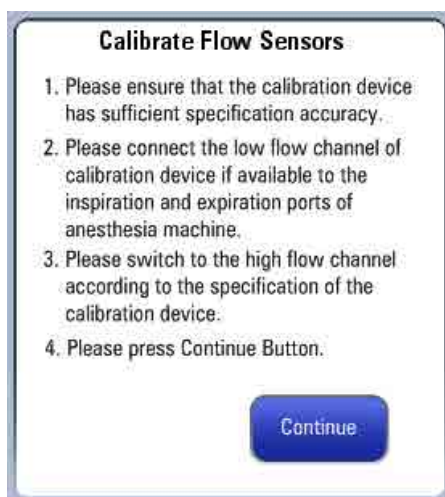 Calibrate Flow Sensors
1. Please ensure that the calibration device
has sufficient specification accuracy.
2. Please connect the low flow channel of
calibration device if available to the
inspiration and expiration ports of
anesthesia machine.
3. Please switch to the high flow channel
according to the specification of the
calibration device.
4. Please press Continue Button.
Continue